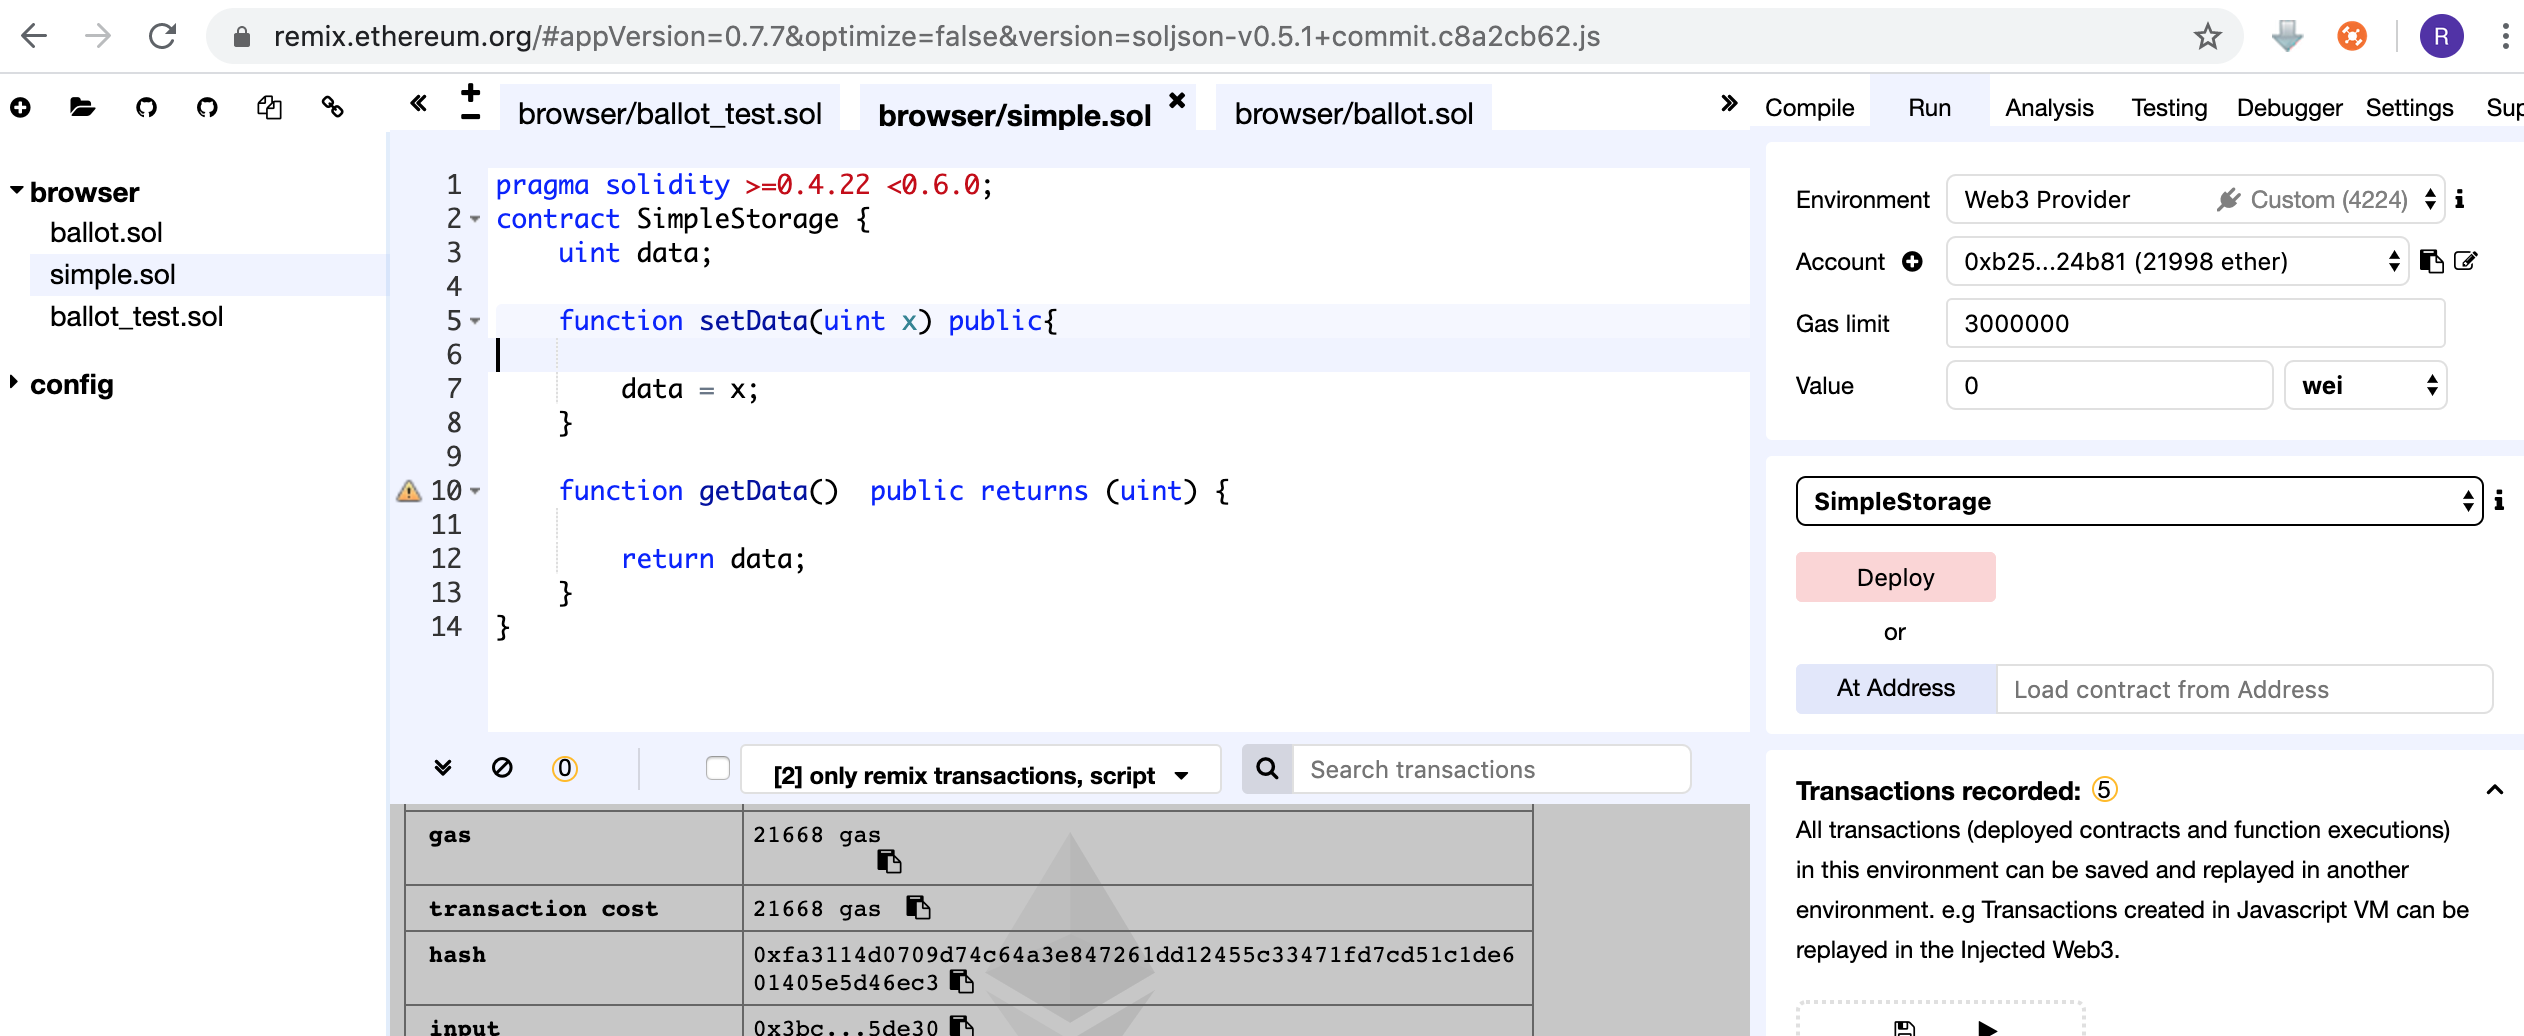 remix.ethereum.org/#appVersion=0.7.7&optimize=false&version=soljson-v0.5.1+commit.c8a2cb62.js
R
browser/ballot_test.sol browser/simple.sol browser/ballot.sol
Compile Run Analysis Testing Debugger Settings Sup
browser
ballot.sol
simple.sol
ballot_test.sol
config
1 pragma solidity >=0.4.22 <0.6.0;
2 contract SimpleStorage {
3 uint data;
4
5 function setData(uint x) public{
6
7 data = x;
8 }
9
10 function getData()  public returns (uint) {
11
12 return data;
13 }
14 }
0 [2] only remix transactions, script Search transactions
gas 21668 gas
transaction cost 21668 gas
hash 0xfa3114d0709d74c64a3e847261dd12455c33471fd7cd51c1de6
01405e5d46ec3
input 0x3bc...5de30
Environment Web3 Provider Custom (4224)
Account 0xb25...24b81 (21998 ether)
Gas limit 3000000
Value 0 wei
SimpleStorage
Deploy
or
At Address Load contract from Address
Transactions recorded: 5
All transactions (deployed contracts and function executions)
in this environment can be saved and replayed in another
environment. e.g Transactions created in Javascript VM can be
replayed in the Injected Web3.